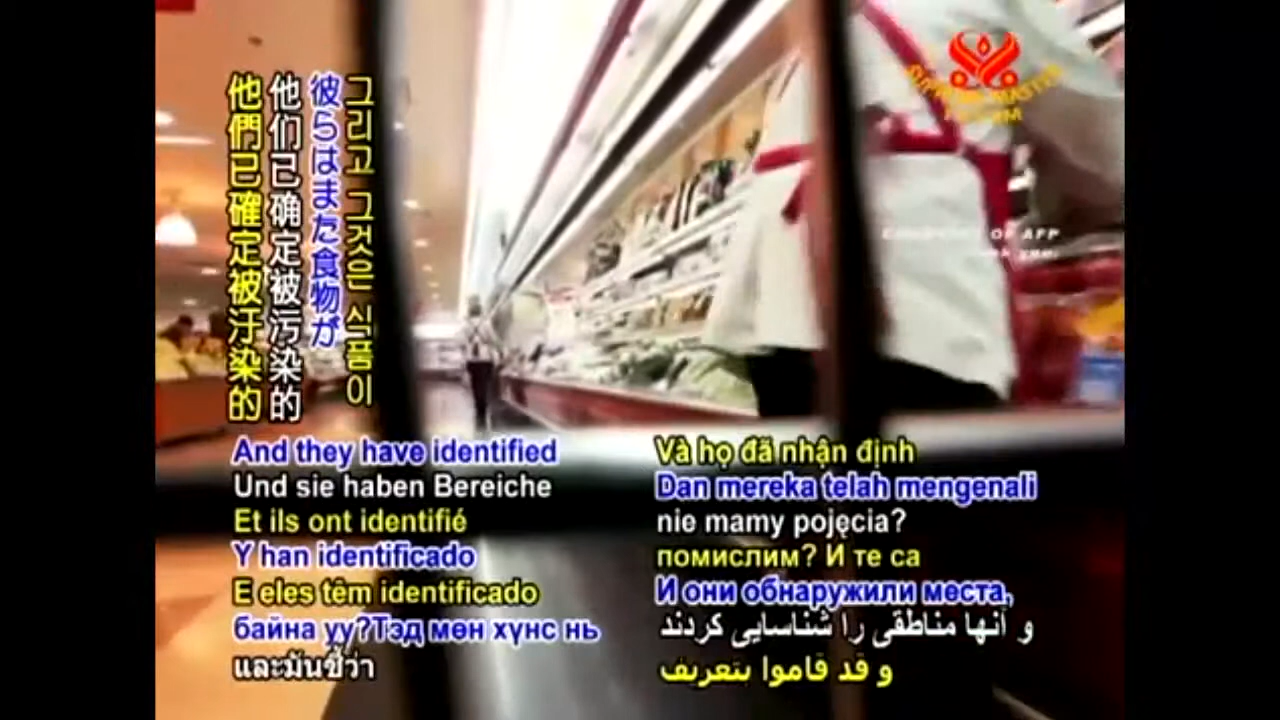 SUPREME MASTER
他們已確定被汙染的
他们已确定被污染的
彼らはまた食物が
그리고 그것은 식품이
OF AFP
And they have identified
Und sie haben Bereiche
Et ils ont identifié
Y han identificado
E eles têm identificado
байна уу?Тэд мөн хүнс нь
และมันชี้ว่า
Và họ đã nhận định
Dan mereka telah mengenali
nie mamy pojęcia?
помислим? И те са
И они обнаружили места,
و آنها مناطقی را شناسایی کردند
و قد قاموا بتعريف